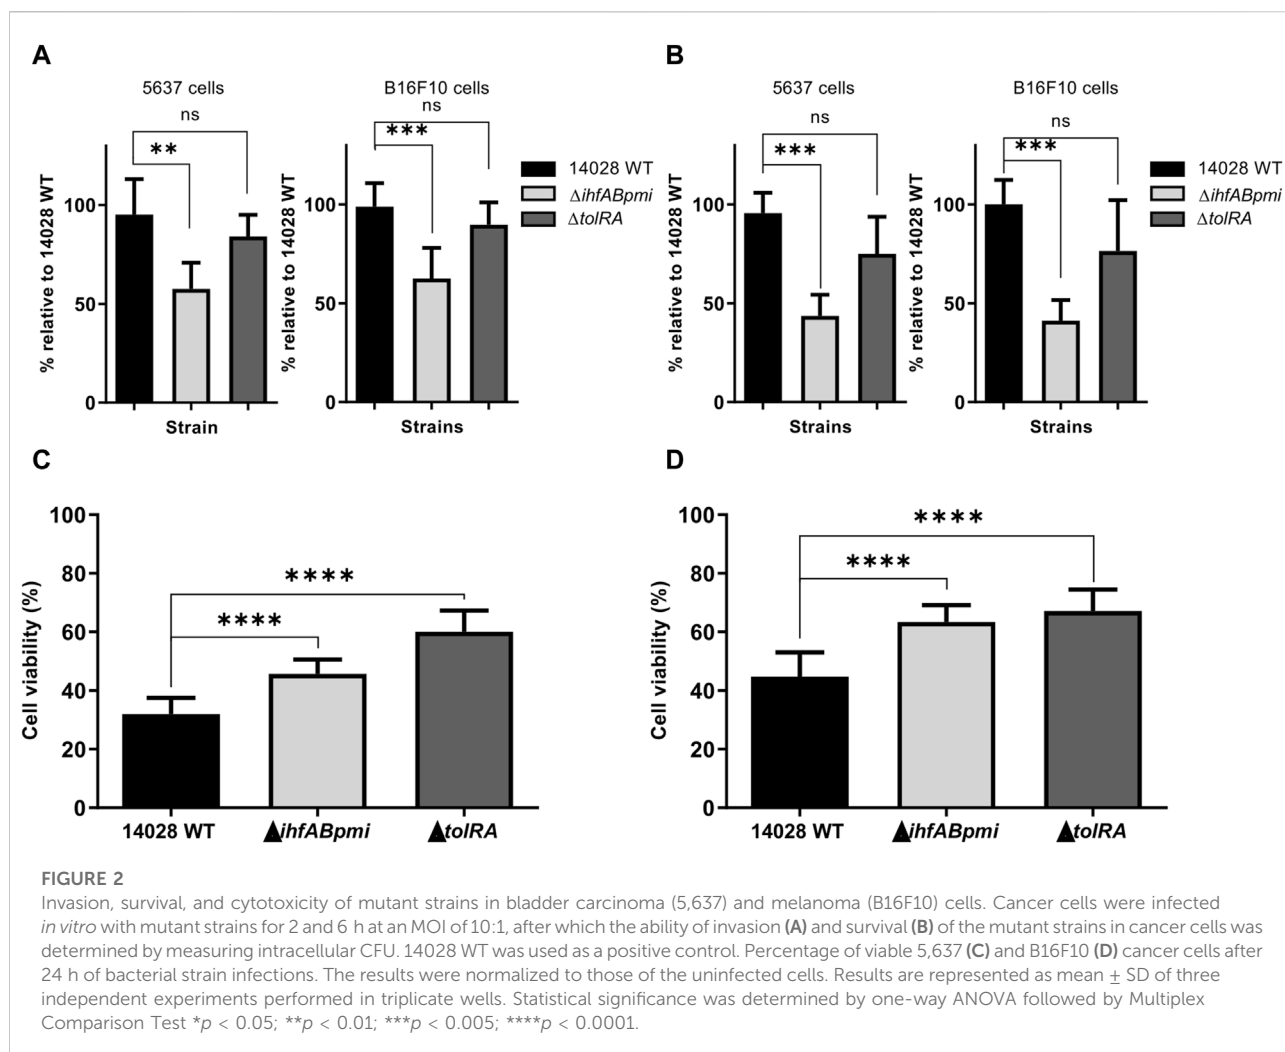 A
5637 cells
ns
**
% relative to 14028 WT
100
50
0
Strain
B16F10 cells
ns
***
% relative to 14028 WT
100
50
0
Strains
14028 WT
ΔihfABpmi
ΔtolRA
B
5637 cells
ns
***
% relative to 14028 WT
100
50
0
Strains
B16F10 cells
ns
***
% relative to 14028 WT
100
50
0
Strains
14028 WT
ΔihfABpmi
ΔtolRA
C
Cell viability (%)
100
80
60
40
20
0
****
****
14028 WT
ΔihfABpmi
ΔtolRA
D
Cell viability (%)
100
80
60
40
20
0
****
****
14028 WT
ΔihfABpmi
ΔtolRA
FIGURE 2
Invasion, survival, and cytotoxicity of mutant strains in bladder carcinoma (5,637) and melanoma (B16F10) cells. Cancer cells were infected
in vitro with mutant strains for 2 and 6 h at an MOI of 10:1, after which the ability of invasion (A) and survival (B) of the mutant strains in cancer cells was
determined by measuring intracellular CFU. 14028 WT was used as a positive control. Percentage of viable 5,637 (C) and B16F10 (D) cancer cells after
24 h of bacterial strain infections. The results were normalized to those of the uninfected cells. Results are represented as mean ± SD of three
independent experiments performed in triplicate wells. Statistical significance was determined by one-way ANOVA followed by Multiplex
Comparison Test *p < 0.05; **p < 0.01; ***p < 0.005; ****p < 0.0001.